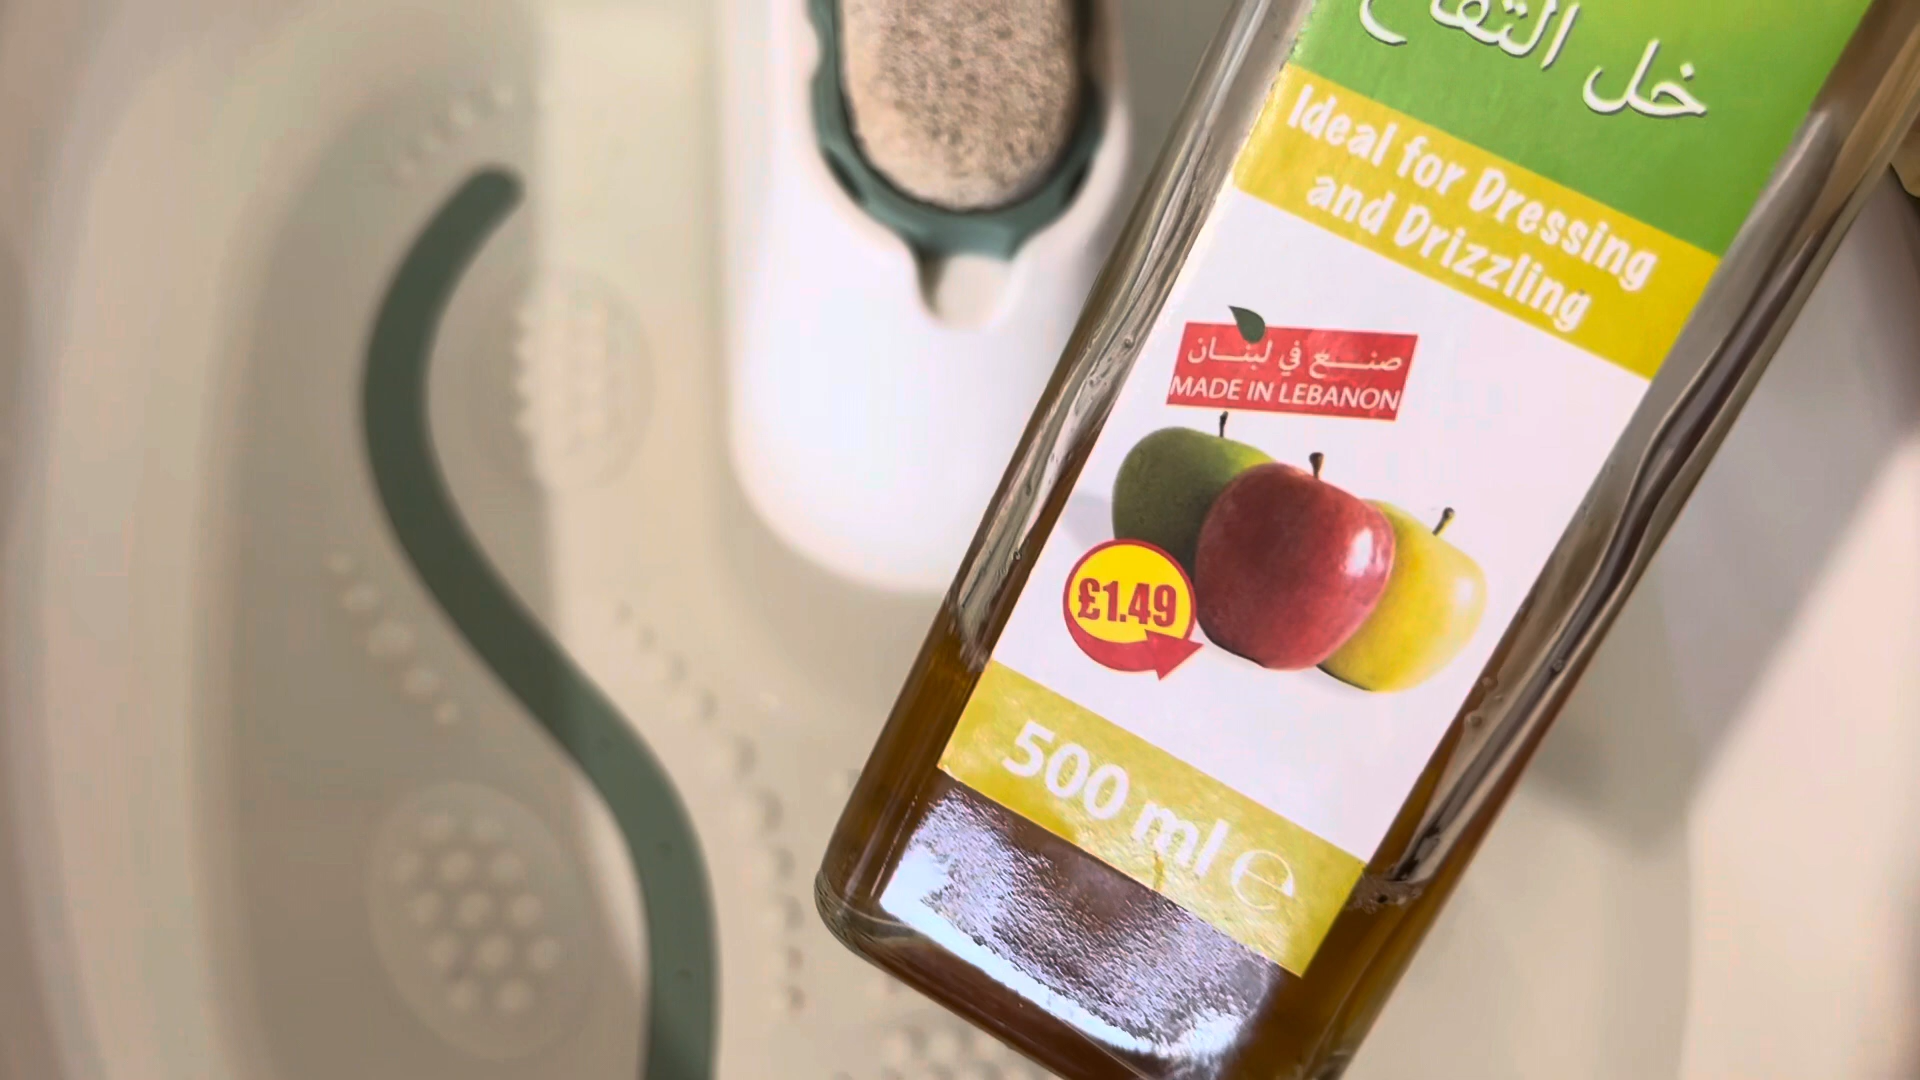 خل التفاح
Ideal for Dressing
and Drizzling
صنع في لبنان
MADE IN LEBANON
£1.49
500 ml e